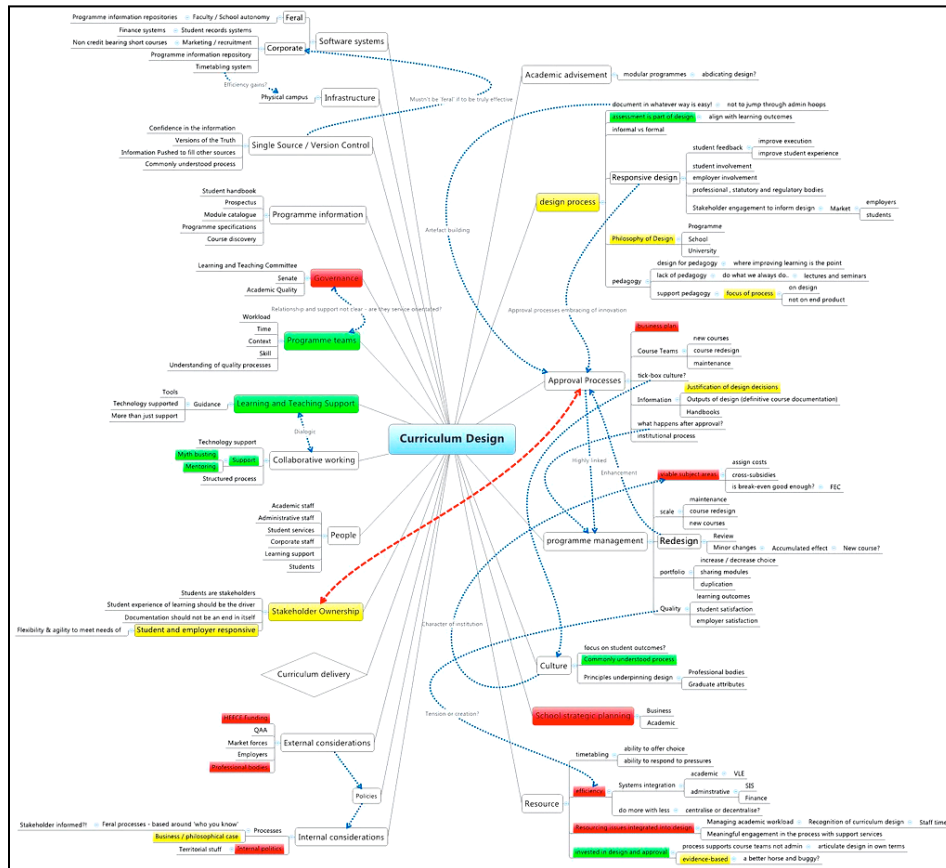 Programme information repositories
Faculty / School autonomy
Feral
Finance systems
Student records systems
Non credit bearing short courses
Marketing / recruitment
Corporate
Software systems
Programme information repository
Timetabling system
Efficiency gains?
Physical campus
Infrastructure
Mustn't be 'feral' if to be truly effective
Confidence in the information
Versions of the Truth
Information Pushed to fill other sources
Commonly understood process
Single Source / Version Control
Student handbook
Prospectus
Module catalogue
Programme specifications
Course discovery
Programme information
Learning and Teaching Committee
Senate
Academic Quality
Governance
Relationship and support not clear - are they service orientated?
Workload
Time
Context
Skill
Understanding of quality processes
Programme teams
Tools
Technology supported
More than just support
Guidance
Learning and Teaching Support
Dialogic
Technology support
Myth busting
Mentoring
Support
Structured process
Collaborative working
Academic staff
Administrative staff
Student services
Corporate staff
Learning support
Students
People
Students are stakeholders
Student experience of learning should be the driver
Documentation should not be an end in itself
Flexibility & agility to meet needs of
Student and employer responsive
Stakeholder Ownership
Curriculum delivery
HEFCE Funding
QAA
Market forces
Employers
Professional bodies
External considerations
Policies
Stakeholder informed?!
Feral processes - based around 'who you know'
Processes
Business / philosophical case
Territorial stuff
Internal politics
Internal considerations
Curriculum Design
Academic advisement
modular programmes
abdicating design?
design process
document in whatever way is easy!
not to jump through admin hoops
assessment is part of design
align with learning outcomes
informal vs formal
Responsive design
student feedback
improve execution
improve student experience
student involvement
employer involvement
professional , statutory and regulatory bodies
Stakeholder engagement to inform design
Market
employers
students
Philosophy of Design
Programme
School
University
pedagogy
design for pedagogy
where improving learning is the point
lack of pedagogy
do what we always do..
lectures and seminars
support pedagogy
focus of process
on design
not on end product
Artefact building
Approval processes embracing of innovation
Approval Processes
business plan
Course Teams
new courses
course redesign
maintenance
tick-box culture?
Information
Justification of design decisions
Outputs of design (definitive course documentation)
Handbooks
what happens after approval?
institutional process
Highly linked
Enhancement
programme management
viable subject areas
assign costs
cross-subsidies
is break-even good enough?
FEC
scale
maintenance
course redesign
new courses
Redesign
Review
Minor changes
Accumulated effect
New course?
portfolio
increase / decrease choice
sharing modules
duplication
Quality
learning outcomes
student satisfaction
employer satisfaction
Character of institution
Culture
focus on student outcomes?
Commonly understood process
Principles underpinning design
Professional bodies
Graduate attributes
School strategic planning
Business
Academic
Tension or creation?
Resource
timetabling
ability to offer choice
ability to respond to pressures
efficiency
Systems integration
academic
VLE
adminstrative
SIS
Finance
do more with less
centralise or decentralise?
Resourcing issues integrated into design
Managing academic workload
Recognition of curriculum design
Staff time
Meaningful engagement in the process with support services
invested in design and approval
process supports course teams not admin
articulate design in own terms
evidence-based
a better horse and buggy?